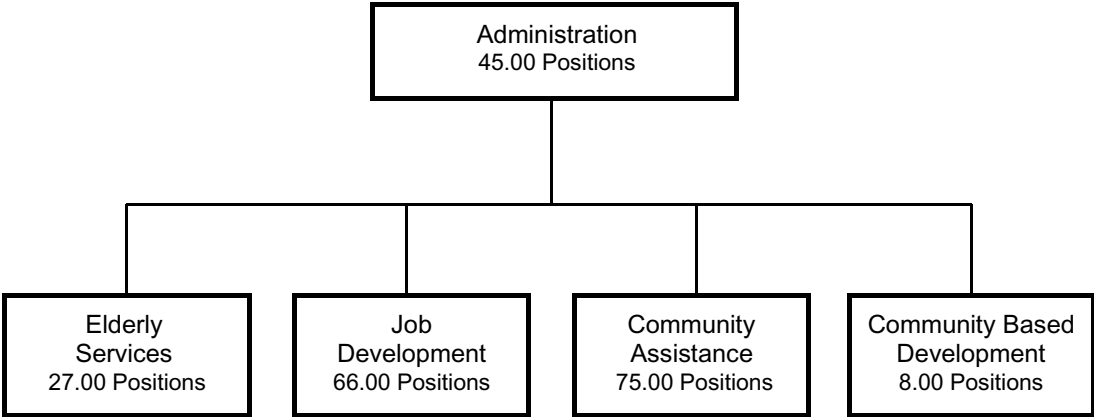 Administration
45.00 Positions
Elderly
Services
27.00 Positions
Job
Development
66.00 Positions
Community
Assistance
75.00 Positions
Community Based
Development
8.00 Positions